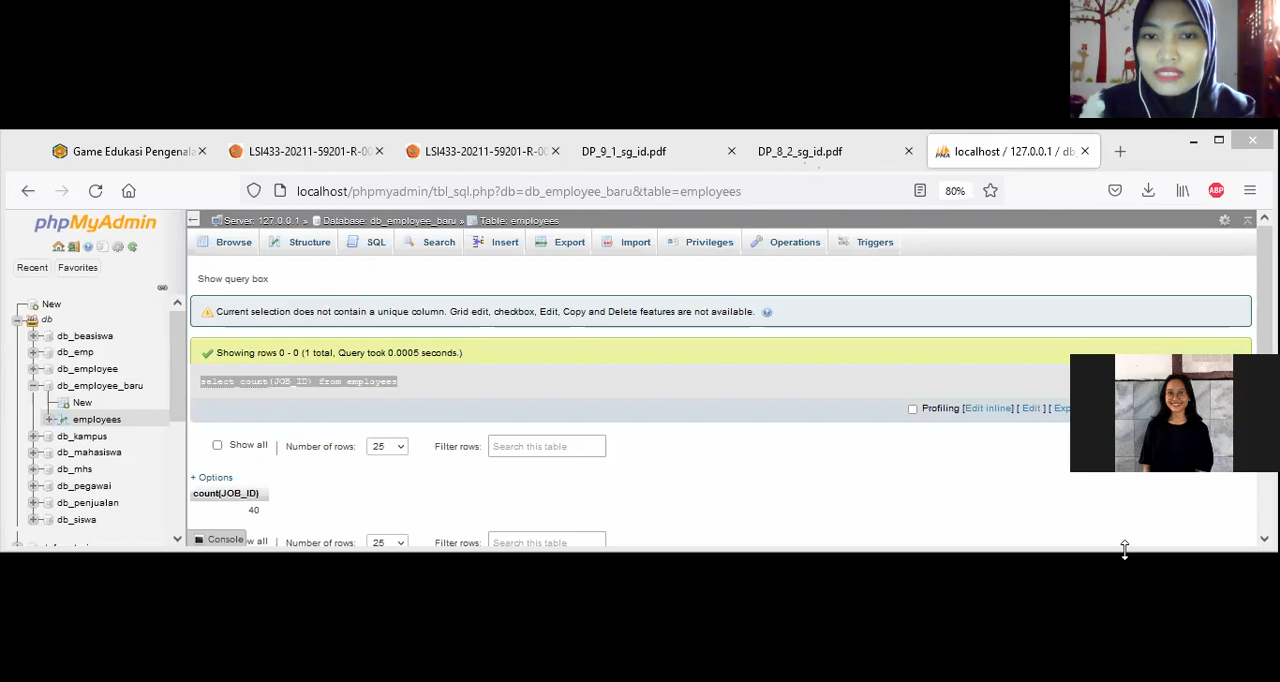 Game Edukasi Pengenala
LSI433-20211-59201-R-00
LSI433-20211-59201-R-00
DP_9_1_sg_id.pdf
DP_8_2_sg_id.pdf
localhost / 127.0.0.1 / db_
localhost/phpmyadmin/tbl_sql.php?db=db_employee_baru&table=employees
80%
ABP
phpMyAdmin
Recent
Favorites
New
db
db_beasiswa
db_emp
db_employee
db_employee_baru
New
employees
db_kampus
db_mahasiswa
db_mhs
db_pegawai
db_penjualan
db_siswa
Server: 127.0.0.1 » Database: db_employee_baru » Table: employees
Browse Structure SQL Search Insert Export Import Privileges Operations Triggers
Show query box
Current selection does not contain a unique column. Grid edit, checkbox, Edit, Copy and Delete features are not available.
Showing rows 0 - 0 (1 total, Query took 0.0005 seconds.)
select count(JOB_ID) from employees
Profiling [Edit inline] [ Edit ] [ Exp
Show all Number of rows: 25 Filter rows: Search this table
+ Options
count(JOB_ID)
40
Console
w all Number of rows: 25 Filter rows: Search this table